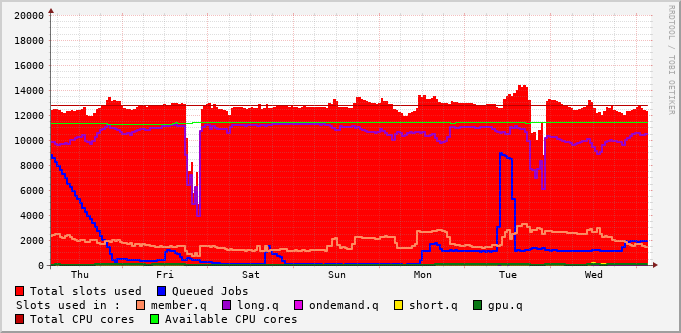 RRDTOOL / TOBI OETIKER
20000
18000
16000
14000
12000
10000
8000
6000
4000
2000
0
Thu Fri Sat Sun Mon Tue Wed
Total slots used Queued Jobs
Slots used in : member.q long.q ondemand.q short.q gpu.q
Total CPU cores Available CPU cores